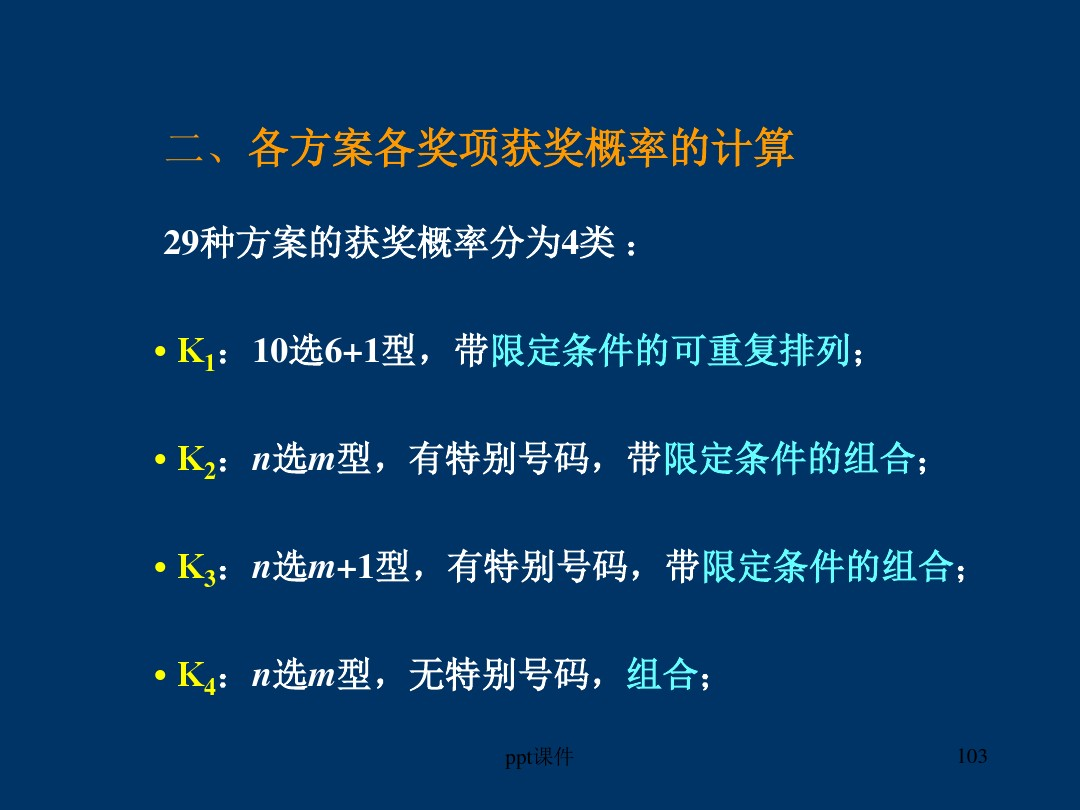 二、各方案各奖项获奖概率的计算
29种方案的获奖概率分为4类：
• K₁：10选6+1型，带限定条件的可重复排列；
• K₂：n选m型，有特别号码，带限定条件的组合；
• K₃：n选m+1型，有特别号码，带限定条件的组合；
• K₄：n选m型，无特别号码，组合；
ppt课件
103